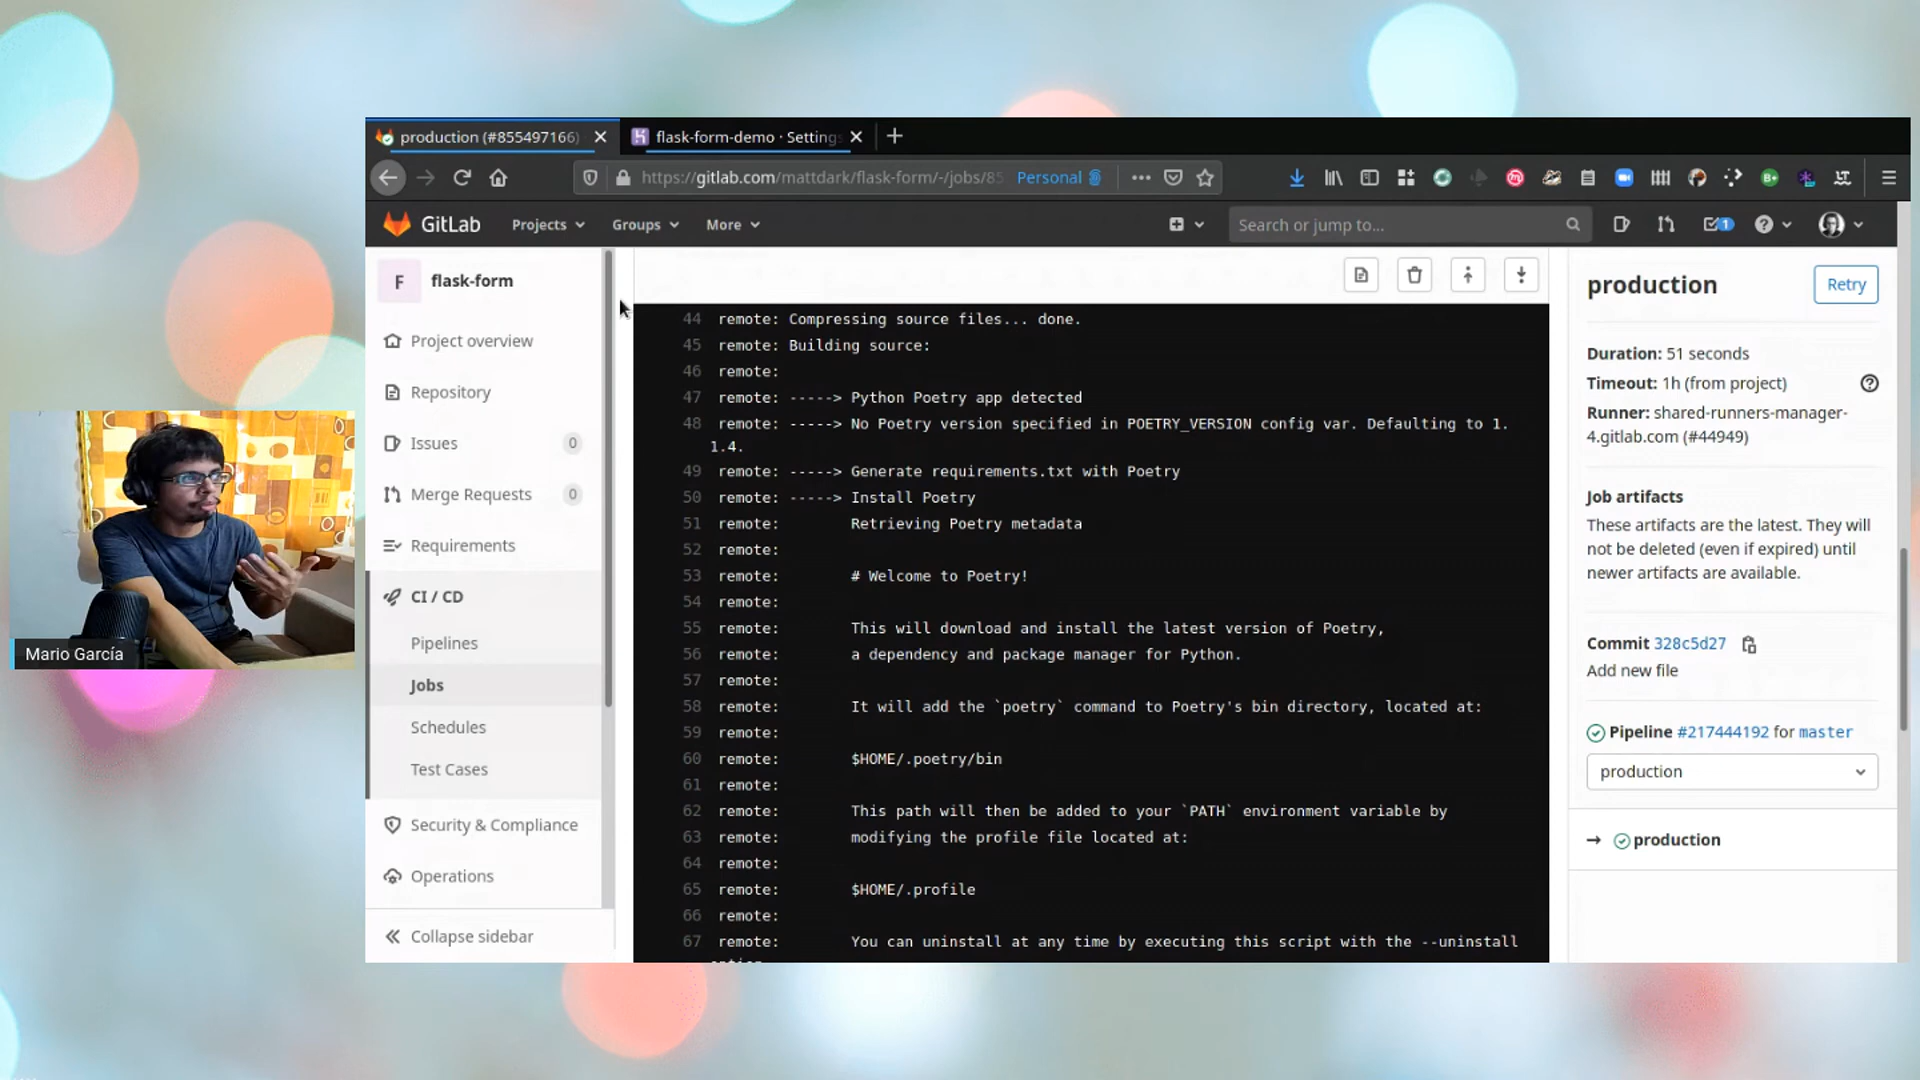 production (#855497166)
flask-form-demo · Setting
https://gitlab.com/mattdark/flask-form/-/jobs/85
Personal
GitLab
Projects
Groups
More
Search or jump to...
1
F
flask-form
Project overview
Repository
Issues
0
Merge Requests
0
Requirements
CI / CD
Pipelines
Jobs
Schedules
Test Cases
Security & Compliance
Operations
Collapse sidebar
44 remote: Compressing source files... done.
45 remote: Building source:
46 remote:
47 remote: -----> Python Poetry app detected
48 remote: -----> No Poetry version specified in POETRY_VERSION config var. Defaulting to 1.
1.4.
49 remote: -----> Generate requirements.txt with Poetry
50 remote: -----> Install Poetry
51 remote: Retrieving Poetry metadata
52 remote:
53 remote: # Welcome to Poetry!
54 remote:
55 remote: This will download and install the latest version of Poetry,
56 remote: a dependency and package manager for Python.
57 remote:
58 remote: It will add the `poetry` command to Poetry's bin directory, located at:
59 remote:
60 remote: $HOME/.poetry/bin
61 remote:
62 remote: This path will then be added to your `PATH` environment variable by
63 remote: modifying the profile file located at:
64 remote:
65 remote: $HOME/.profile
66 remote:
67 remote: You can uninstall at any time by executing this script with the --uninstall
production
Retry
Duration: 51 seconds
Timeout: 1h (from project)
Runner: shared-runners-manager-
4.gitlab.com (#44949)
Job artifacts
These artifacts are the latest. They will
not be deleted (even if expired) until
newer artifacts are available.
Commit 328c5d27
Add new file
Pipeline #217444192 for master
production
→ production
Mario García